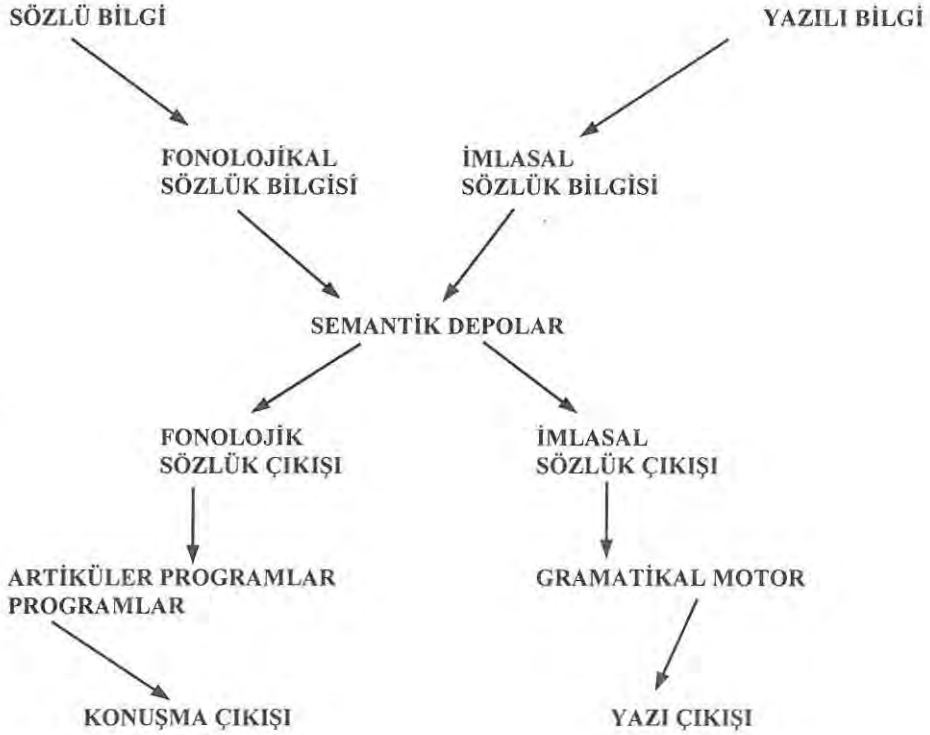 SÖZLÜ BİLGİ
YAZILI BİLGİ
FONOLOJİKAL
SÖZLÜK BİLGİSİ
İMLASAL
SÖZLÜK BİLGİSİ
SEMANTİK DEPOLAR
FONOLOJİK
SÖZLÜK ÇIKIŞI
İMLASAL
SÖZLÜK ÇIKIŞI
ARTİKÜLER PROGRAMLAR
PROGRAMLAR
GRAMATİKAL MOTOR
KONUŞMA ÇIKIŞI
YAZI ÇIKIŞI